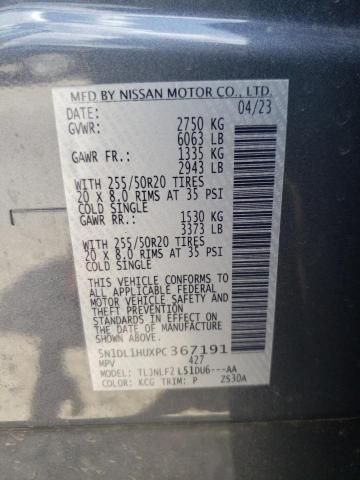 MFD BY NISSAN MOTOR CO., LTD.
DATE: 04/23
GVWR: 2750 KG
6063 LB
GAWR FR: 1335 KG
2943 LB
WITH 255/50R20 TIRES
20 X 8.0 RIMS AT 35 PSI
COLD SINGLE
GAWR RR: 1530 KG
3373 LB
WITH 255/50R20 TIRES
20 X 8.0 RIMS AT 35 PSI
COLD SINGLE
THIS VEHICLE CONFORMS TO
ALL APPLICABLE FEDERAL
MOTOR VEHICLE SAFETY
AND THEFT PREVENTION
STANDARDS IN EFFECT ON
THE DATE OF MANUFACTURE
SHOWN ABOVE.
5N1DL1HUXPC367191
MPV 427
MODEL: TLJNLF2 L51DU6---AA
COLOR: KCG TRIM: P ZS30A